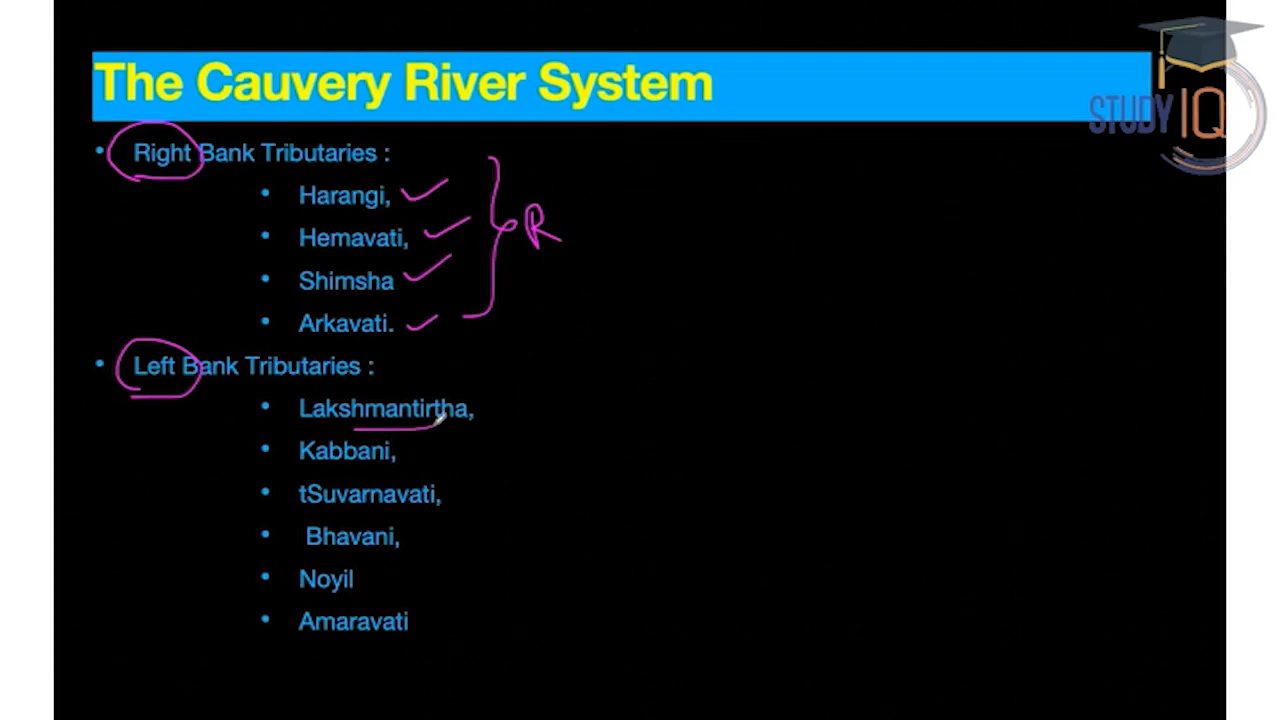 The Cauvery River System
STUDY IQ
• Right Bank Tributaries :
• Harangi,
• Hemavati,
• Shimsha
• Arkavati.
R
• Left Bank Tributaries :
• Lakshmantirtha,
• Kabbani,
• tSuvarnavati,
• Bhavani,
• Noyil
• Amaravati